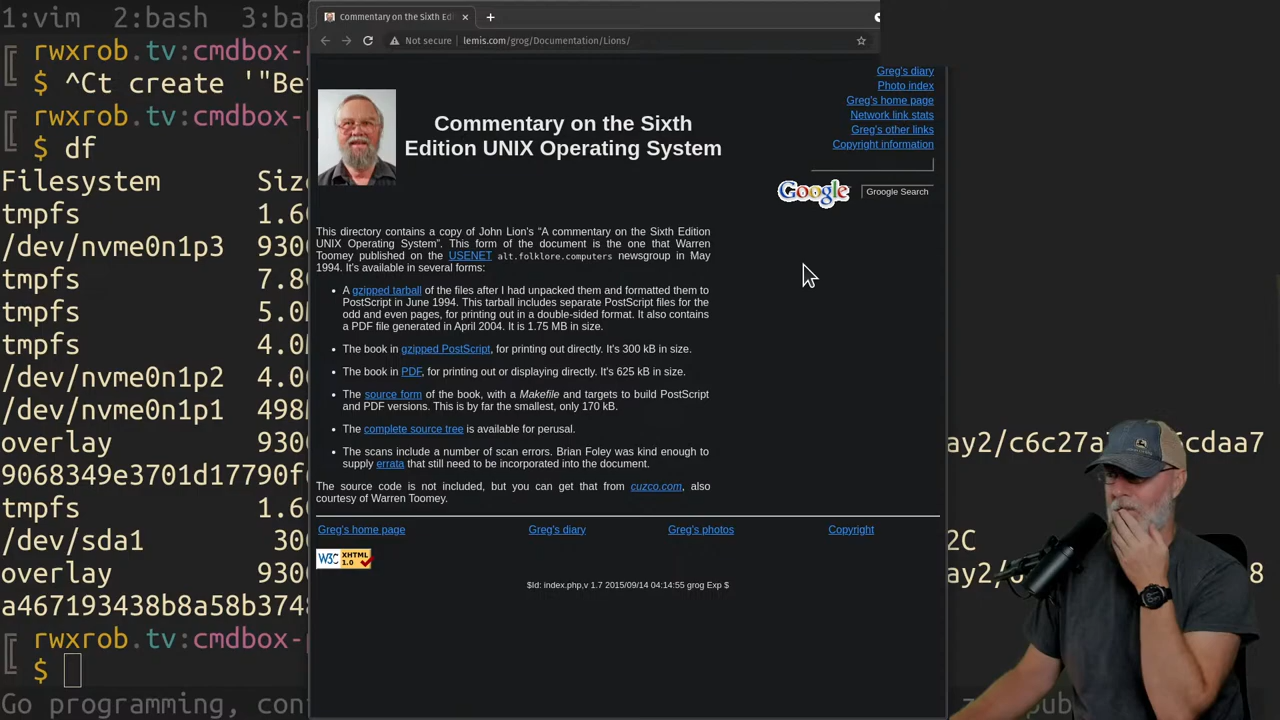 1:vim 2:bash 3:bas
rwxrob.tv:cmdbox-
$ ^Ct create '"Be
rwxrob.tv:cmdbox-
$ df
Filesystem Siz
tmpfs 1.6
/dev/nvme0n1p3 930
tmpfs 7.8
tmpfs 5.0
tmpfs 4.0
/dev/nvme0n1p2 4.0
/dev/nvme0n1p1 498
overlay 930
9068349e3701d17790f
tmpfs 1.6
/dev/sda1 30
overlay 930
a467193438b8a58b374
rwxrob.tv:cmdbox-
$
Go programming, con
Commentary on the Sixth Edi
Not secure | lemis.com/grog/Documentation/Lions/
Greg's diary
Photo index
Greg's home page
Network link stats
Greg's other links
Copyright information
Commentary on the Sixth
Edition UNIX Operating System
Google Groogle Search
This directory contains a copy of John Lion's “A commentary on the Sixth Edition
UNIX Operating System”. This form of the document is the one that Warren
Toomey published on the USENET alt.folklore.computers newsgroup in May
1994. It's available in several forms:
• A gzipped tarball of the files after I had unpacked them and formatted them to
PostScript in June 1994. This tarball includes separate PostScript files for the
odd and even pages, for printing out in a double-sided format. It also contains
a PDF file generated in April 2004. It is 1.75 MB in size.
• The book in gzipped PostScript, for printing out directly. It's 300 kB in size.
• The book in PDF, for printing out or displaying directly. It's 625 kB in size.
• The source form of the book, with a Makefile and targets to build PostScript
and PDF versions. This is by far the smallest, only 170 kB.
• The complete source tree is available for perusal.
• The scans include a number of scan errors. Brian Foley was kind enough to
supply errata that still need to be incorporated into the document.
The source code is not included, but you can get that from cuzco.com, also
courtesy of Warren Toomey.
Greg's home page Greg's diary Greg's photos Copyright
W3C XHTML 1.0
$Id: index.php,v 1.7 2015/09/14 04:14:55 grog Exp $